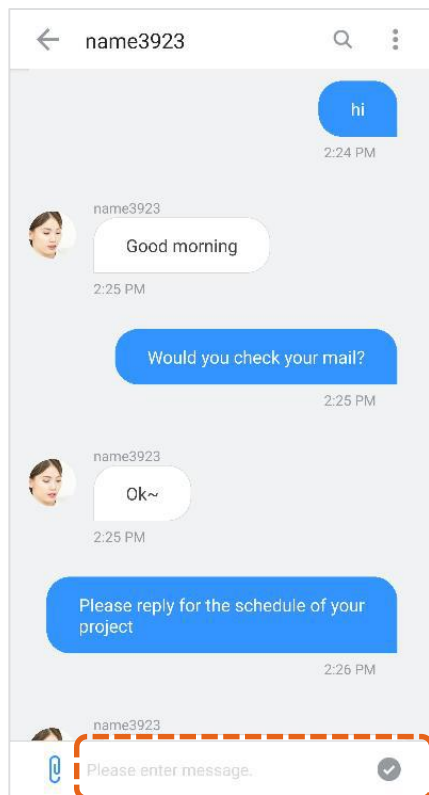 name3923
hi
2:24 PM
name3923
Good morning
2:25 PM
Would you check your mail?
2:25 PM
name3923
Ok~
2:25 PM
Please reply for the schedule of your
project
2:26 PM
name3923
Please enter message.